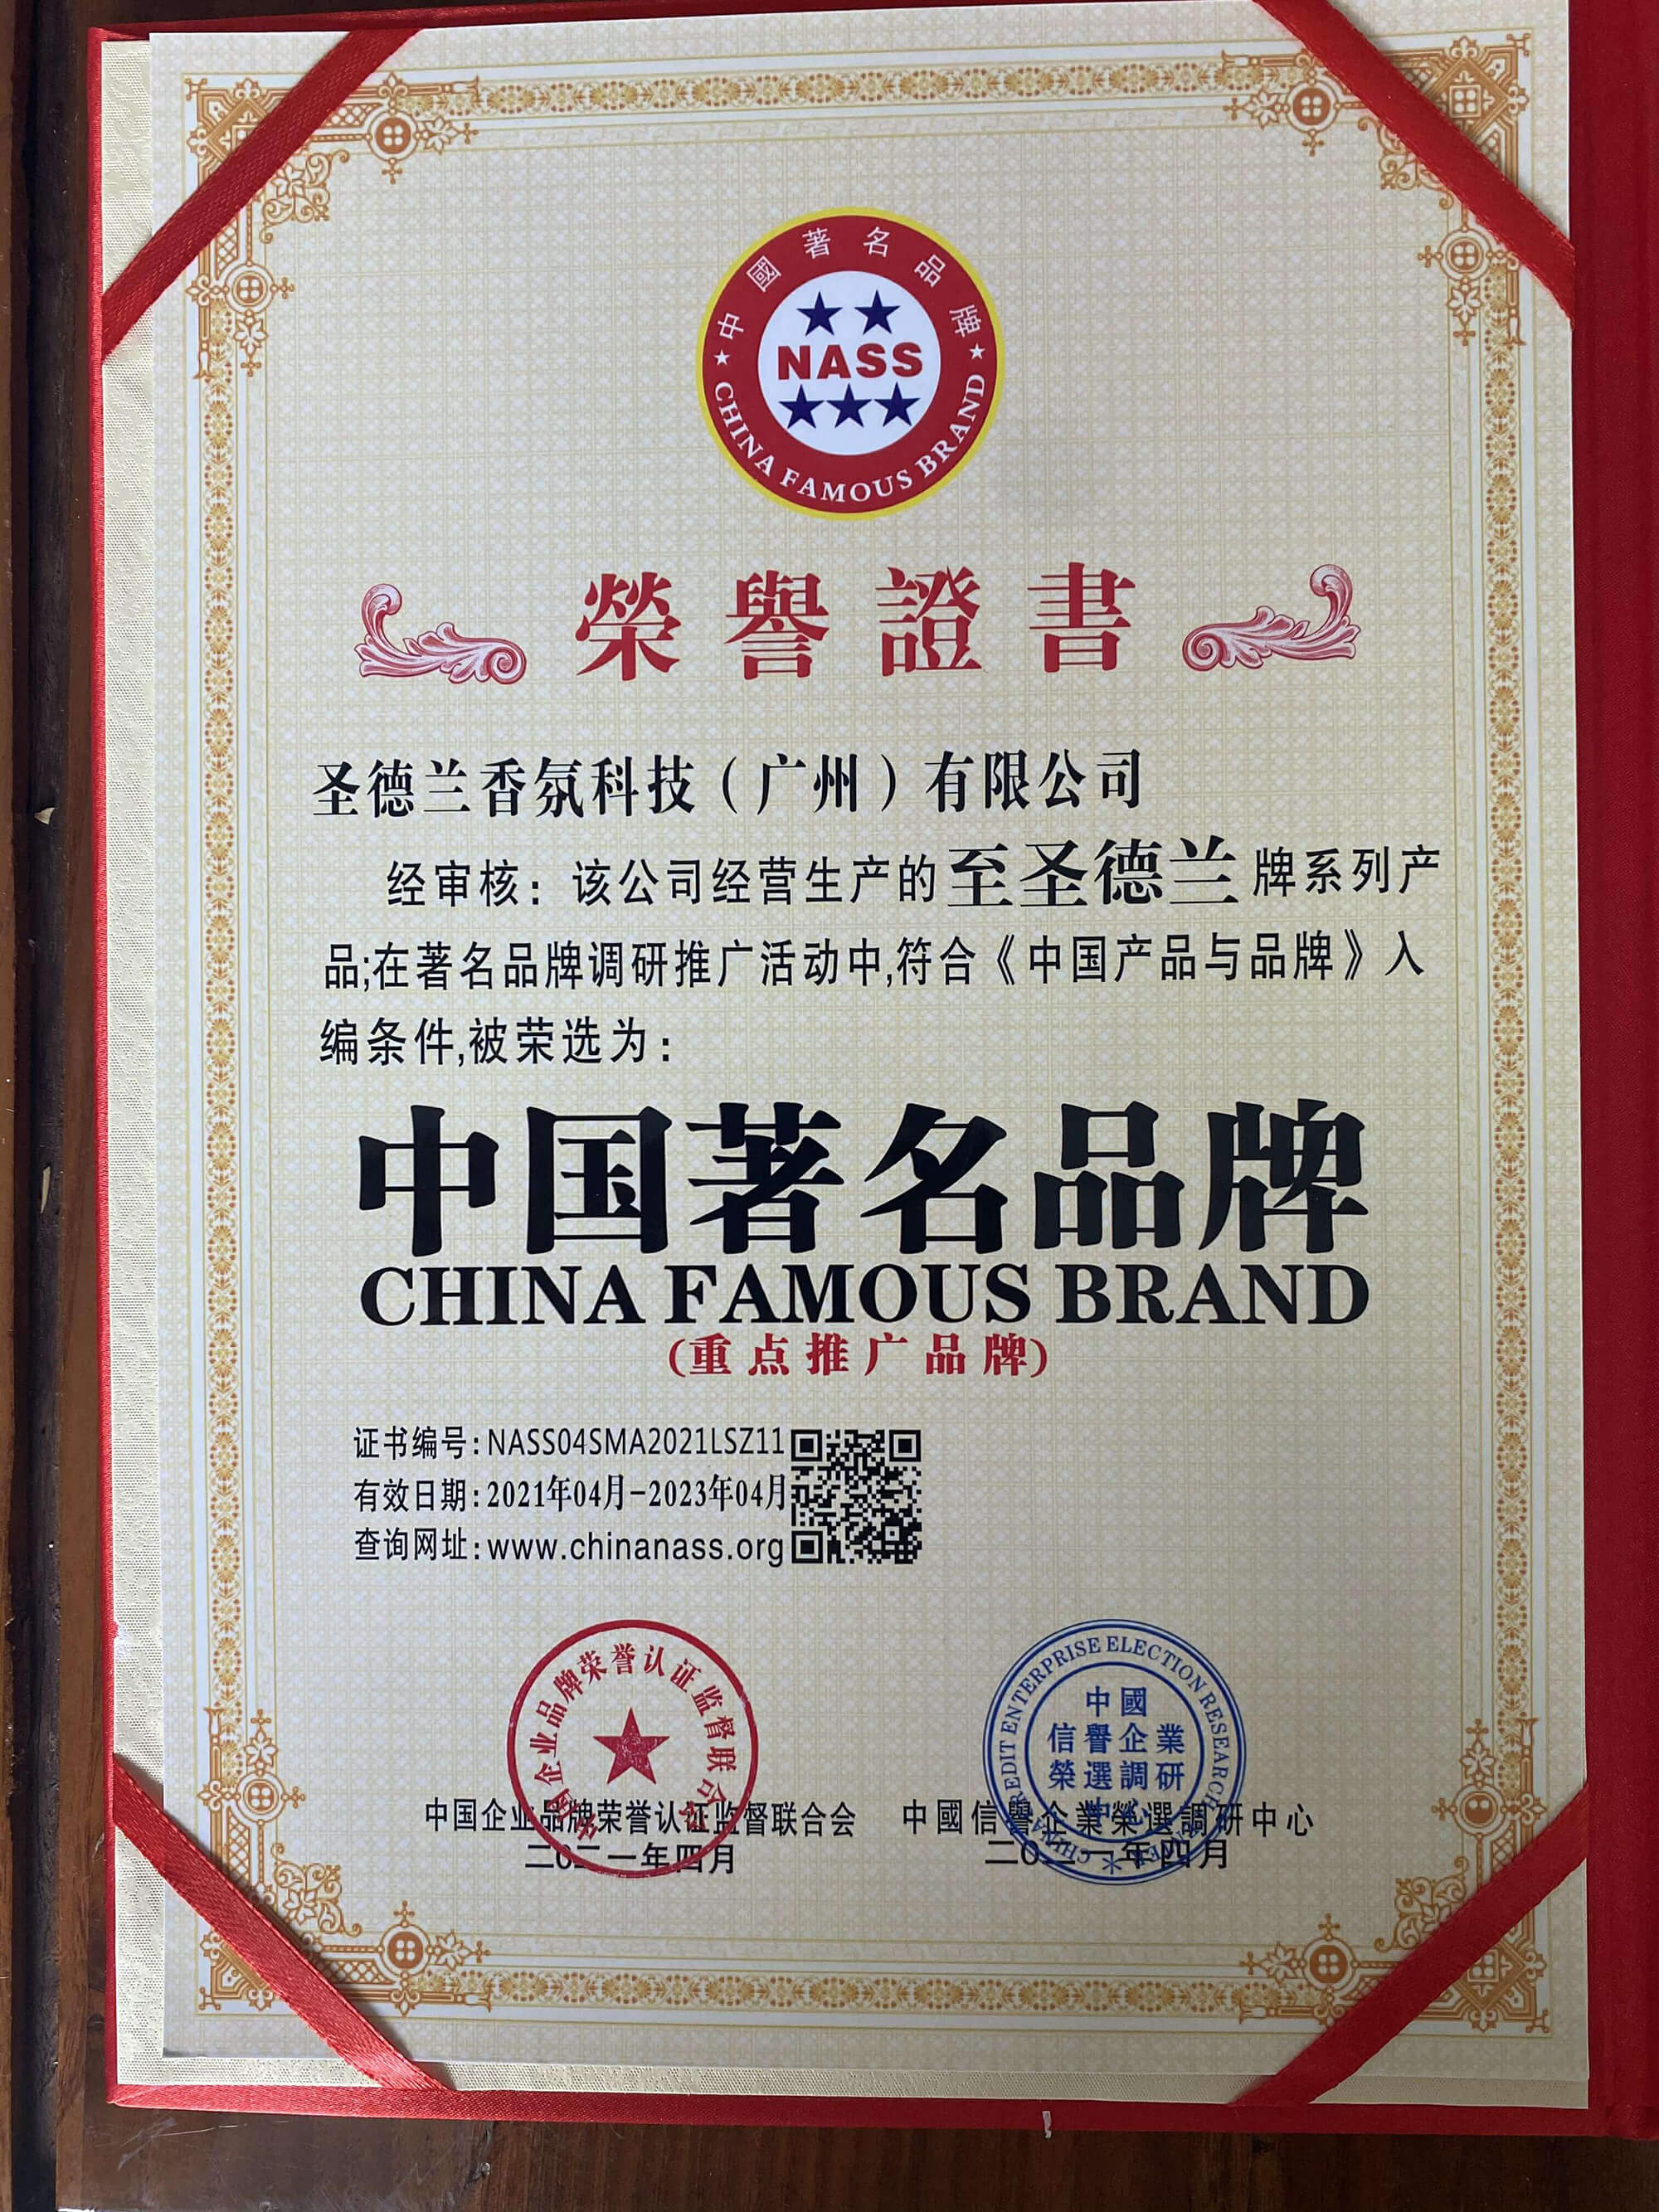 中國著名品牌
NASS
CHINA FAMOUS BRAND
榮譽證書
圣德兰香氛科技（广州）有限公司
经审核：该公司经营生产的至圣德兰牌系列产
品;在著名品牌调研推广活动中,符合《中国产品与品牌》入
编条件,被荣选为：
中国著名品牌
CHINA FAMOUS BRAND
(重点推广品牌)
证书编号:NASS04SMA2021LSZ11
有效日期:2021年04月-2023年04月
查询网址:www.chinanass.org
中国企业品牌荣誉认证监督联合会
中国企业品牌荣誉认证监督联合会
二0二一年四月
CHINA CREDIT ENTERPRISE ELECTION RESEARCH
中國
信譽企業
榮選調研
中心
中國信譽企業榮選調研中心
二0二一年四月